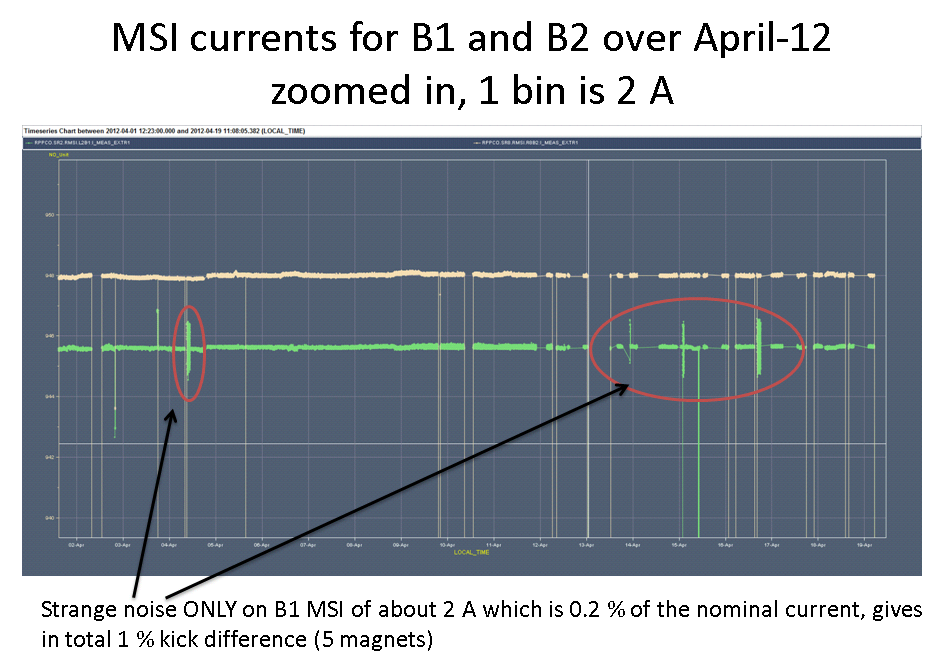 MSI currents for B1 and B2 over April-12
zoomed in, 1 bin is 2 A
Timeseries Chart between 2012-04-01 12:23:00.000 and 2012-04-19 11:08:05.382 (LOCAL_TIME)
RPPCO.SR2.RMSI.L2B1:I_MEAS_EXTR1 RPPCO.SR8.RMSI.R8B2:I_MEAS_EXTR1
NO_Unit
950
948
946
944
942
940
02-Apr 03-Apr 04-Apr 05-Apr 06-Apr 07-Apr 08-Apr 09-Apr 10-Apr 11-Apr 12-Apr 13-Apr 14-Apr 15-Apr 16-Apr 17-Apr 18-Apr 19-Apr
LOCAL_TIME
Strange noise ONLY on B1 MSI of about 2 A which is 0.2 % of the nominal current, gives
in total 1 % kick difference (5 magnets)